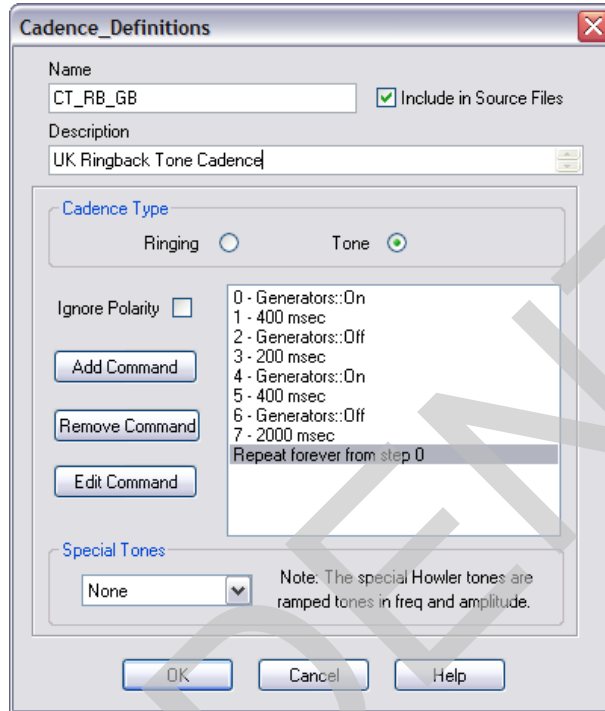 Cadence_Definitions
Name
CT_RB_GB
Include in Source Files
Description
UK Ringback Tone Cadence
Cadence Type
Ringing
Tone
Ignore Polarity
0 - Generators::On
1 - 400 msec
2 - Generators::Off
3 - 200 msec
4 - Generators::On
5 - 400 msec
6 - Generators::Off
7 - 2000 msec
Repeat forever from step 0
Add Command
Remove Command
Edit Command
Special Tones
None
Note: The special Howler tones are
ramped tones in freq and amplitude.
OK
Cancel
Help